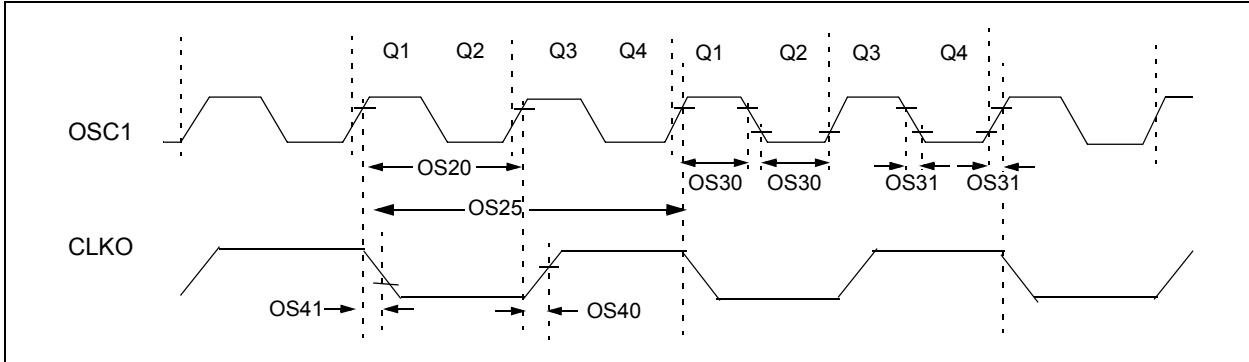 Q1 Q2 Q3 Q4 Q1 Q2 Q3 Q4
OSC1
OS20 OS30 OS30 OS31 OS31
OS25
CLKO
OS41 OS40